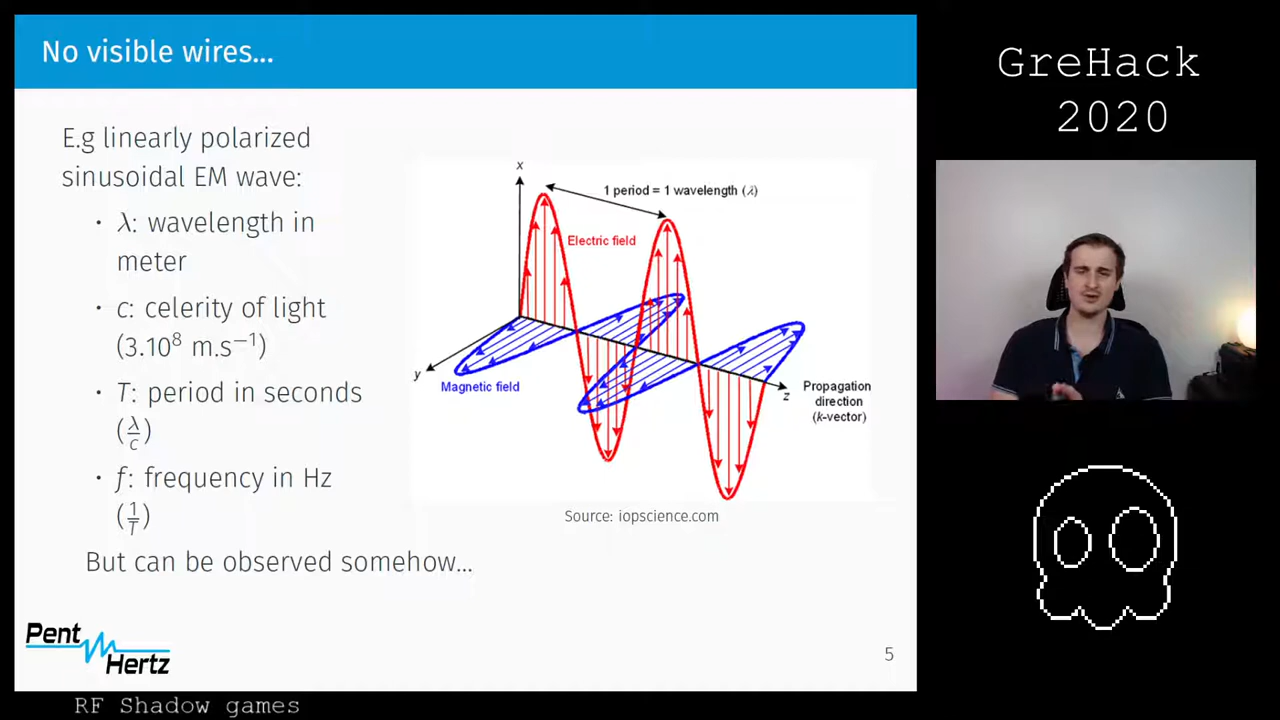 No visible wires...
GreHack
2020
E.g linearly polarized
sinusoidal EM wave:
• λ: wavelength in
meter
• c: celerity of light
(3.10⁸ m.s⁻¹)
• T: period in seconds
(λ/c)
• f: frequency in Hz
(1/T)
But can be observed somehow...
x
1 period = 1 wavelength (λ)
Electric field
y
Magnetic field
z
Propagation
direction
(k-vector)
Source: iopscience.com
Pent
Hertz
5
RF Shadow games